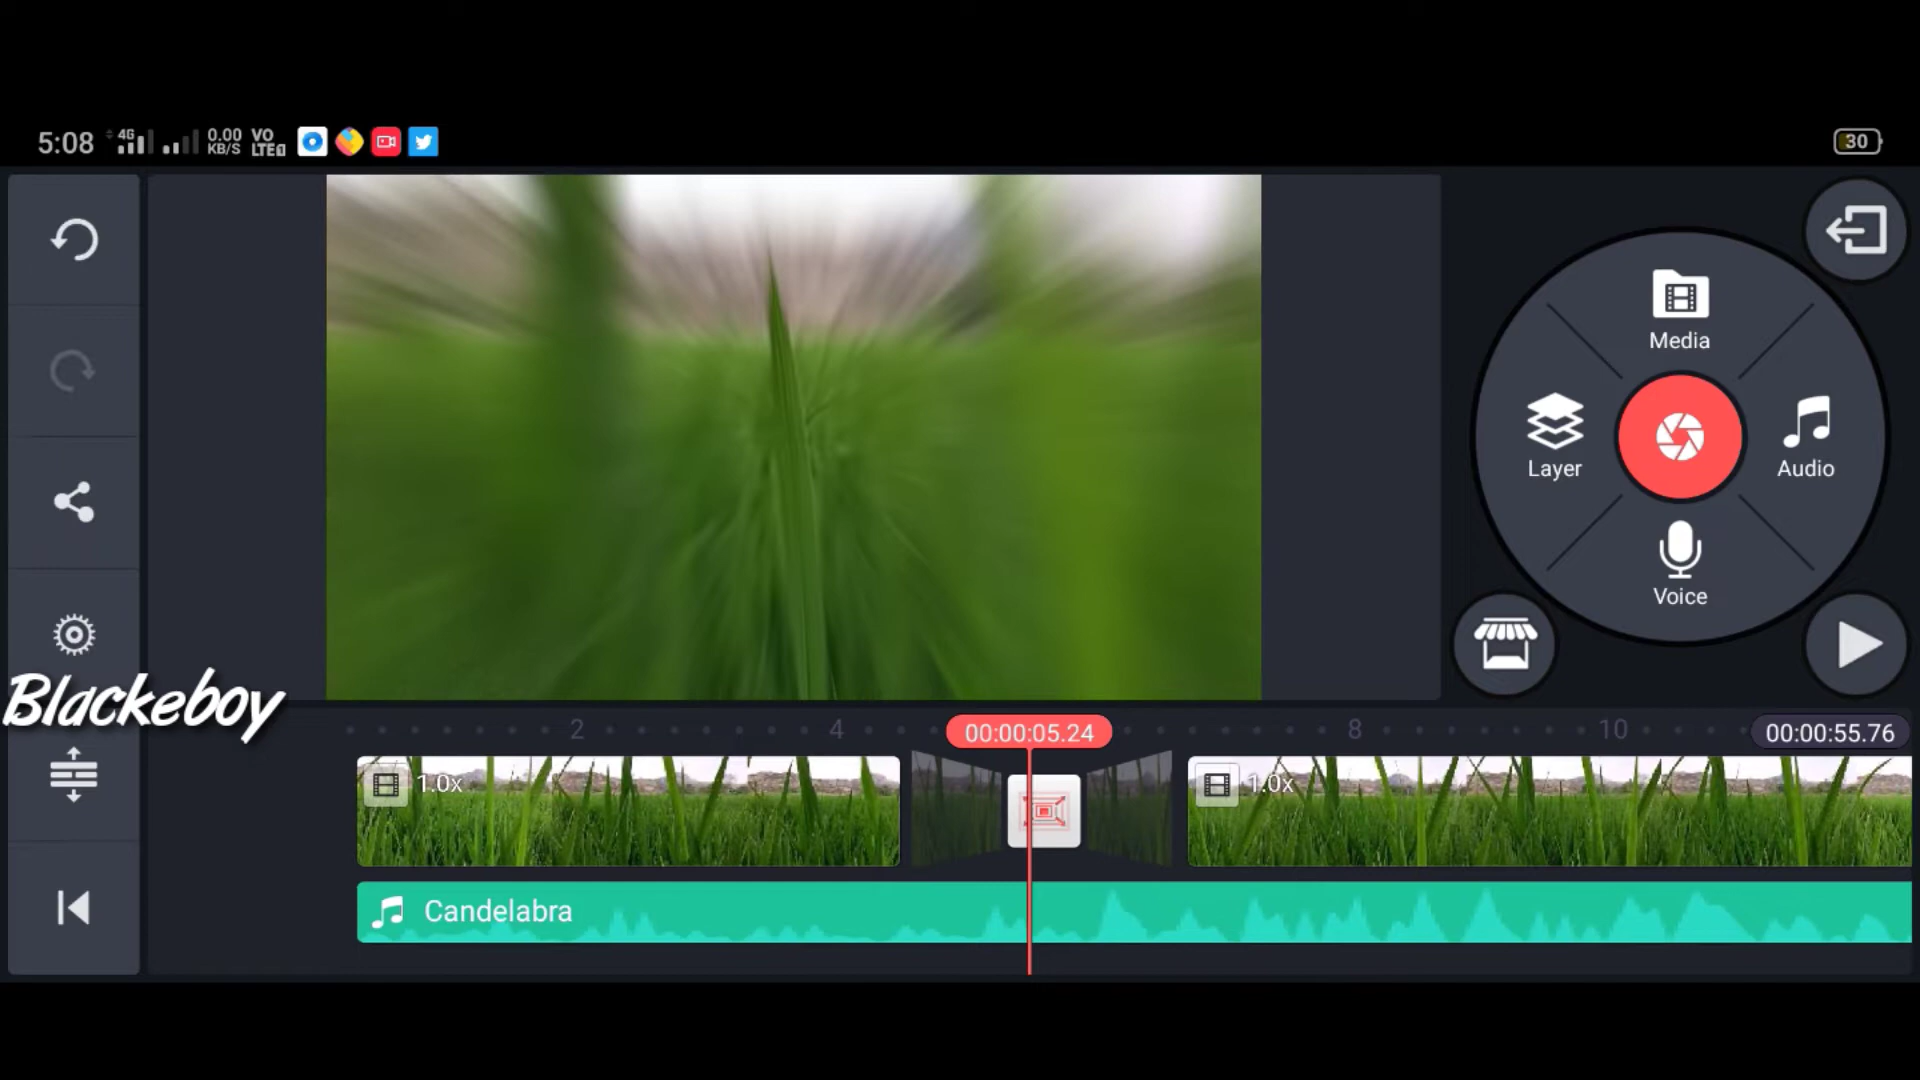 5:08 4G 0.00 KB/S VO LTE 30
Media
Layer
Audio
Voice
Blackeboy
2 4 00:00:05.24 8 10 00:00:55.76
1.0x 1.0x
Candelabra